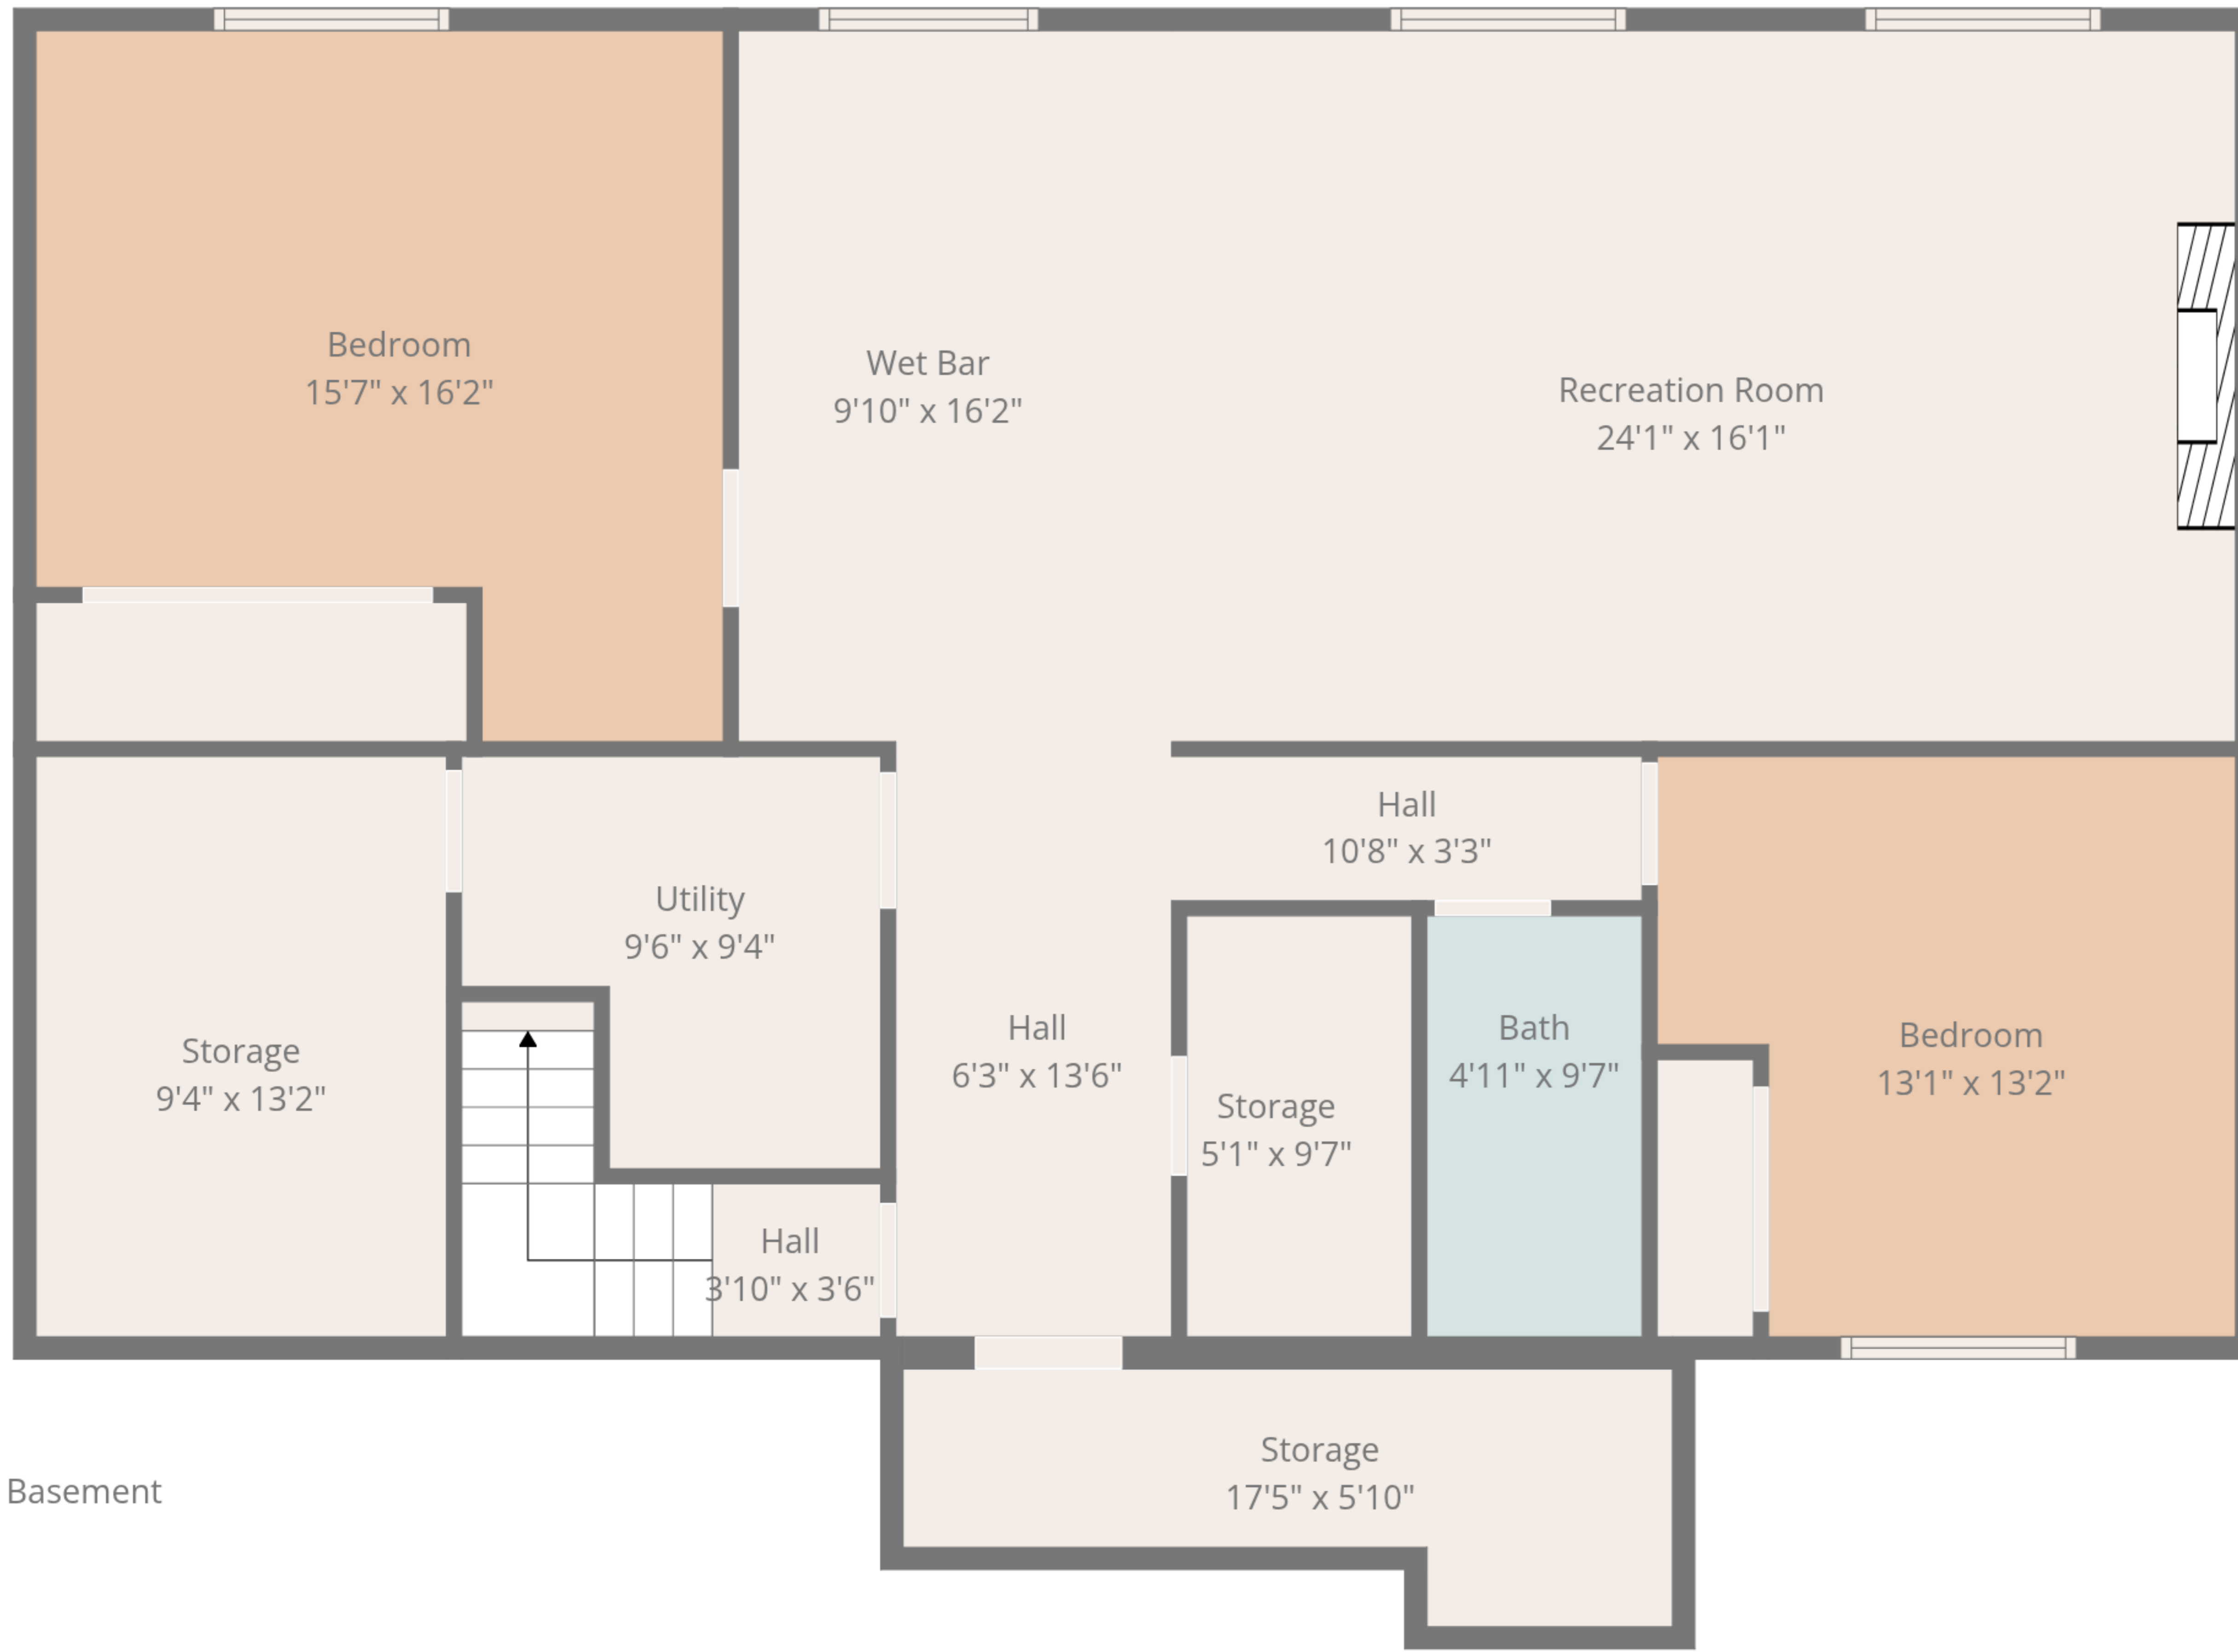 Bedroom
15'7" x 16'2"
Wet Bar
9'10" x 16'2"
Recreation Room
24'1" x 16'1"
Hall
10'8" x 3'3"
Utility
9'6" x 9'4"
Storage
9'4" x 13'2"
Hall
6'3" x 13'6"
Storage
5'1" x 9'7"
Bath
4'11" x 9'7"
Bedroom
13'1" x 13'2"
Hall
3'10" x 3'6"
Storage
17'5" x 5'10"
Basement